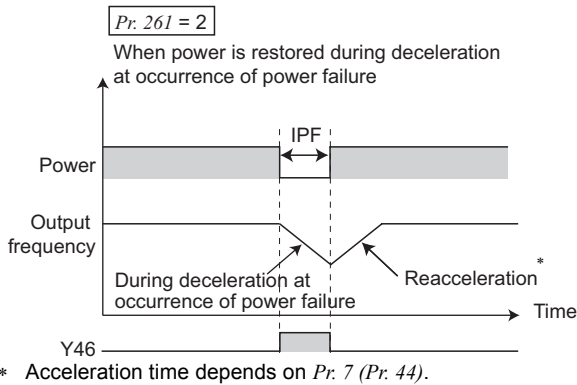 Pr. 261 = 2
When power is restored during deceleration
at occurrence of power failure
IPF
Power
Output
frequency
During deceleration at
occurrence of power failure
Reacceleration *
Time
Y46
* Acceleration time depends on Pr. 7 (Pr. 44).